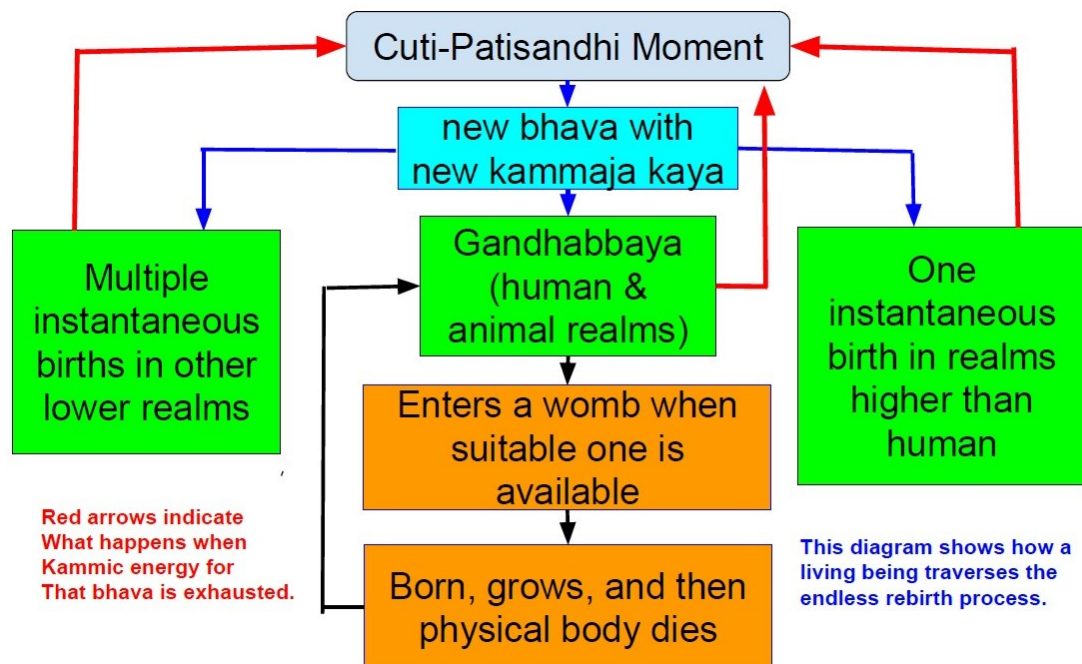 Cuti-Patisandhi Moment
new bhava with
new kammaja kaya
Multiple
instantaneous
births in other
lower realms
Gandhabbaya
(human &
animal realms)
One
instantaneous
birth in realms
higher than
human
Enters a womb when
suitable one is
available
Born, grows, and then
physical body dies
Red arrows indicate
What happens when
Kammic energy for
That bhava is exhausted.
This diagram shows how a
living being traverses the
endless rebirth process.